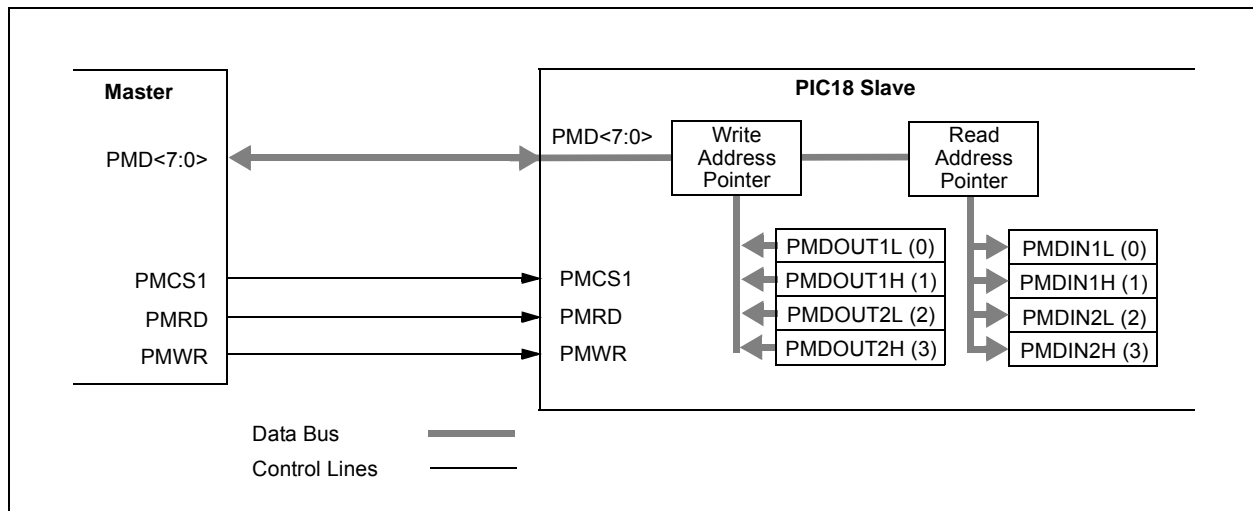 Master
PIC18 Slave
PMD<7:0>
PMD<7:0>
Write
Address
Pointer
Read
Address
Pointer
PMDOUT1L (0)
PMDOUT1H (1)
PMDOUT2L (2)
PMDOUT2H (3)
PMDIN1L (0)
PMDIN1H (1)
PMDIN2L (2)
PMDIN2H (3)
PMCS1
PMCS1
PMRD
PMRD
PMWR
PMWR
Data Bus
Control Lines